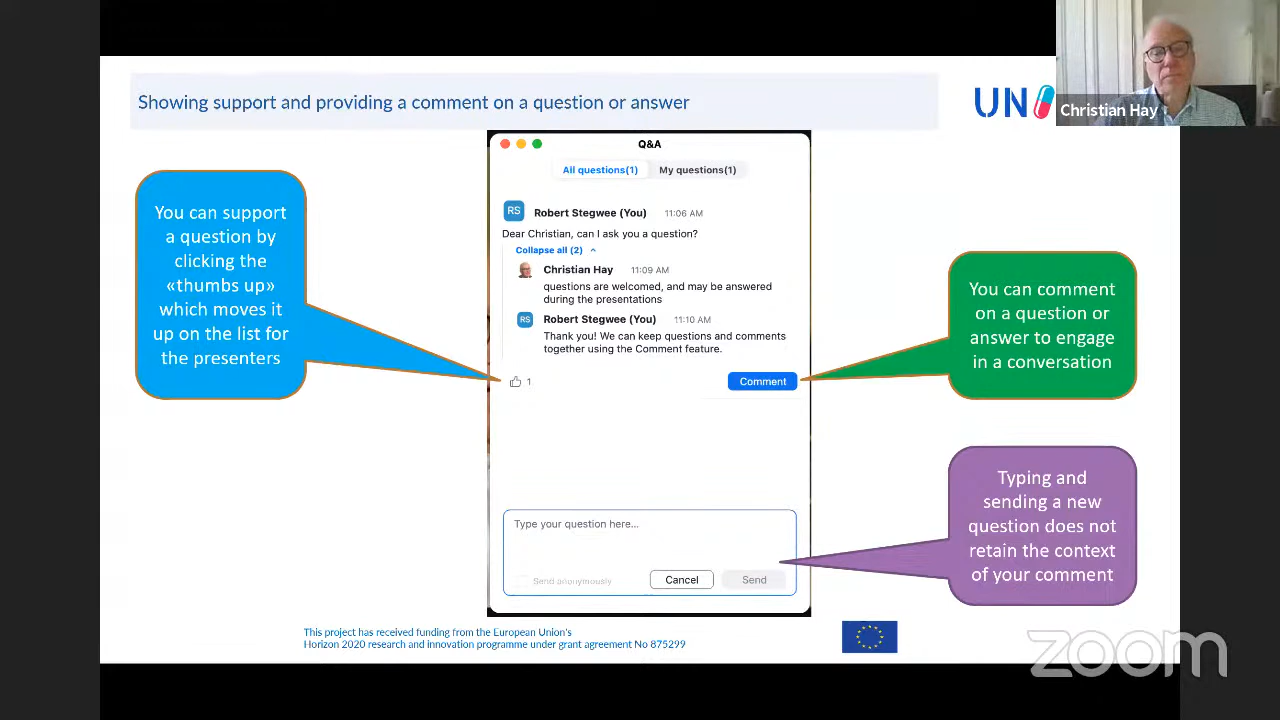 Showing support and providing a comment on a question or answer
UN
Christian Hay
Q&A
All questions(1) My questions(1)
You can support
a question by
clicking the
«thumbs up»
which moves it
up on the list for
the presenters
RS Robert Stegwee (You) 11:06 AM
Dear Christian, can I ask you a question?
Collapse all (2)
Christian Hay 11:09 AM
questions are welcomed, and may be answered
during the presentations
RS Robert Stegwee (You) 11:10 AM
Thank you! We can keep questions and comments
together using the Comment feature.
1 Comment
You can comment
on a question or
answer to engage
in a conversation
Type your question here...
Send anonymously Cancel Send
Typing and
sending a new
question does not
retain the context
of your comment
This project has received funding from the European Union's
Horizon 2020 research and innovation programme under grant agreement No 875299
zoom